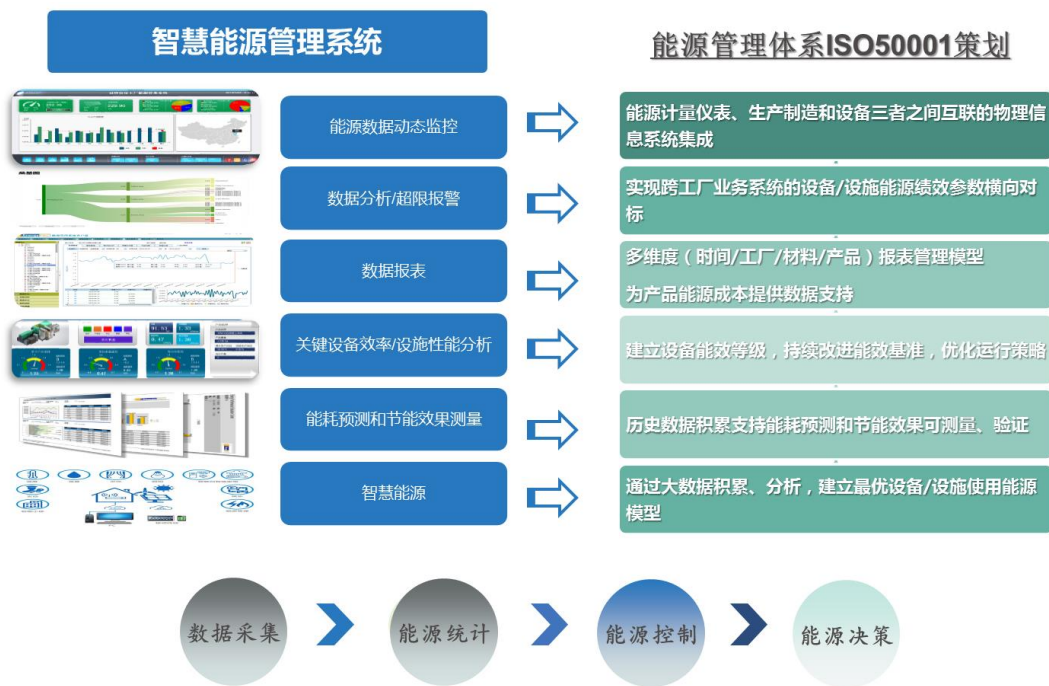 智慧能源管理系统
能源管理体系ISO50001策划
能源数据动态监控
能源计量仪表、生产制造和设备三者之间互联的物理信
息系统集成
数据分析/超限报警
实现跨工厂业务系统的设备/设施能源绩效参数横向对
标
数据报表
多维度（时间/工厂/材料/产品）报表管理模型
为产品能源成本提供数据支持
关键设备效率/设施性能分析
建立设备能效等级，持续改进能效基准，优化运行策略
能耗预测和节能效果测量
历史数据积累支持能耗预测和节能效果可测量、验证
智慧能源
通过大数据积累、分析，建立最优设备/设施使用能源
模型
数据采集
能源统计
能源控制
能源决策